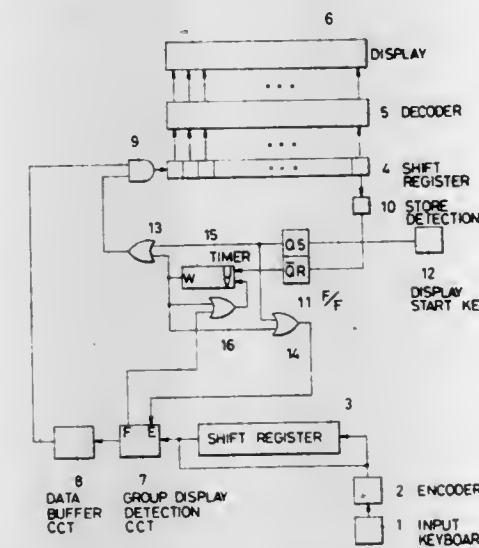 6
DISPLAY
5 DECODER
9
4 SHIFT
REGISTER
10 STORE
DETECTION
13
15
TIMER
W
QS
Q̅R
12
DISPLAY
START KE
11 F/F
16
14
3
F E
SHIFT REGISTER
8
DATA
BUFFER
CCT
7
GROUP DISPLAY
DETECTION
CCT
2 ENCODER
1 INPUT
KEYBOAR